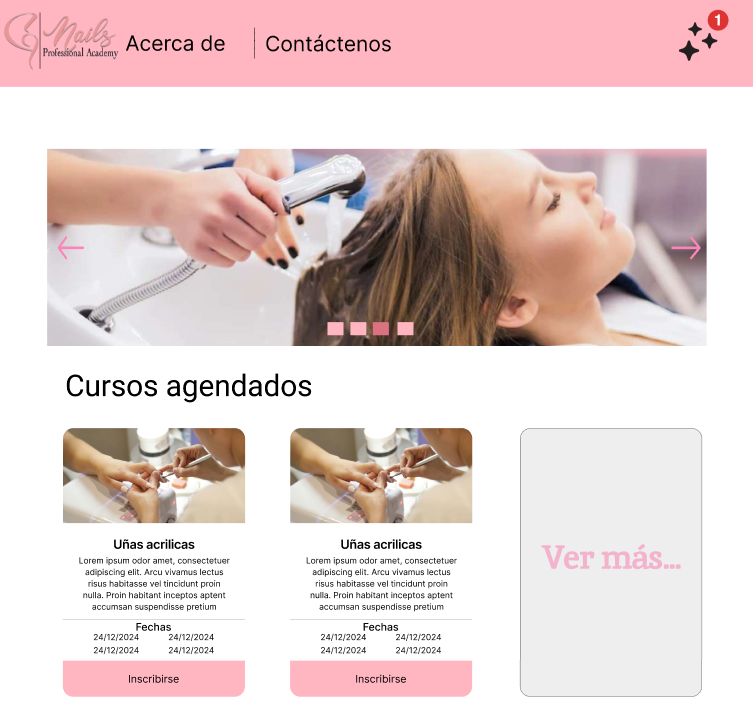 Nails
Professional Academy
Acerca de
Contáctenos
1
Cursos agendados
Uñas acrilicas
Lorem ipsum odor amet, consectetuer
adipiscing elit. Arcu vivamus lectus
risus habitasse vel tincidunt proin
nulla. Proin habitant inceptos aptent
accumsan suspendisse pretium
Fechas
24/12/2024 24/12/2024
24/12/2024 24/12/2024
Inscribirse
Uñas acrilicas
Lorem ipsum odor amet, consectetuer
adipiscing elit. Arcu vivamus lectus
risus habitasse vel tincidunt proin
nulla. Proin habitant inceptos aptent
accumsan suspendisse pretium
Fechas
24/12/2024 24/12/2024
24/12/2024 24/12/2024
Inscribirse
Ver más...